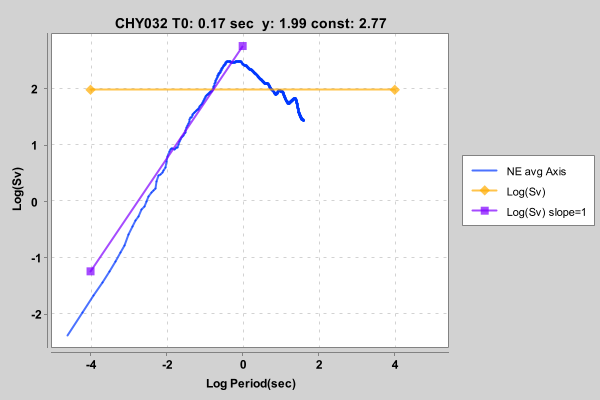 CHY032 T0: 0.17 sec y: 1.99 const: 2.77
2
1
0
-1
-2
Log(Sv)
-4
-2
0
2
4
Log Period(sec)
NE avg Axis
Log(Sv)
Log(Sv) slope=1